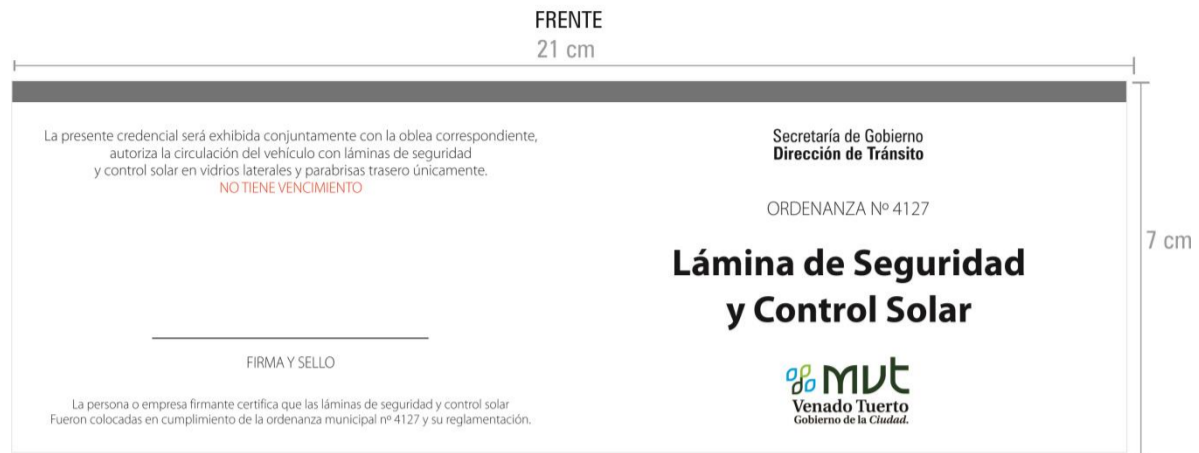 FRENTE
21 cm
La presente credencial será exhibida conjuntamente con la oblea correspondiente,
autoriza la circulación del vehículo con láminas de seguridad
y control solar en vidrios laterales y parabrisas trasero únicamente.
NO TIENE VENCIMIENTO
FIRMA Y SELLO
La persona o empresa firmante certifica que las láminas de seguridad y control solar
Fueron colocadas en cumplimiento de la ordenanza municipal nº 4127 y su reglamentación.
Secretaría de Gobierno
Dirección de Tránsito
ORDENANZA Nº 4127
Lámina de Seguridad
y Control Solar
mvt
Venado Tuerto
Gobierno de la Ciudad.
7 cm